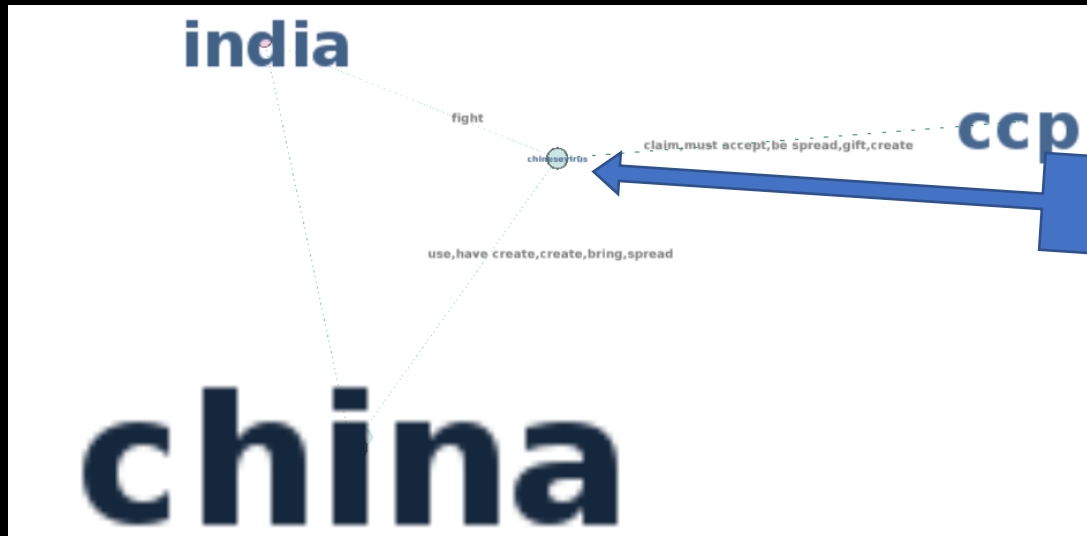 india
fight
ccp
claim,must accept,be spread,gift,create
chinesevirus
use,have create,create,bring,spread
china